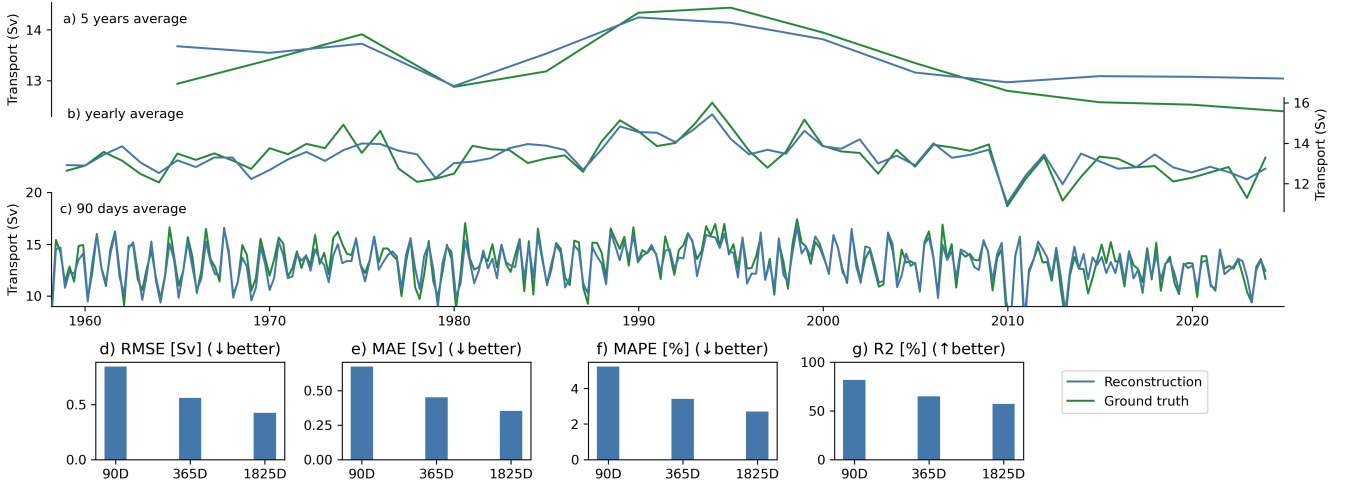 a) 5 years average
Transport (Sv)
14
13
b) yearly average
16
14
12
Transport (Sv)
c) 90 days average
Transport (Sv)
20
15
10
1960 1970 1980 1990 2000 2010 2020
d) RMSE [Sv] (↓better)
0.5
0.0
90D 365D 1825D
e) MAE [Sv] (↓better)
0.50
0.25
0.00
90D 365D 1825D
f) MAPE [%] (↓better)
4
2
0
90D 365D 1825D
g) R2 [%] (↑better)
100
50
0
90D 365D 1825D
Reconstruction
Ground truth